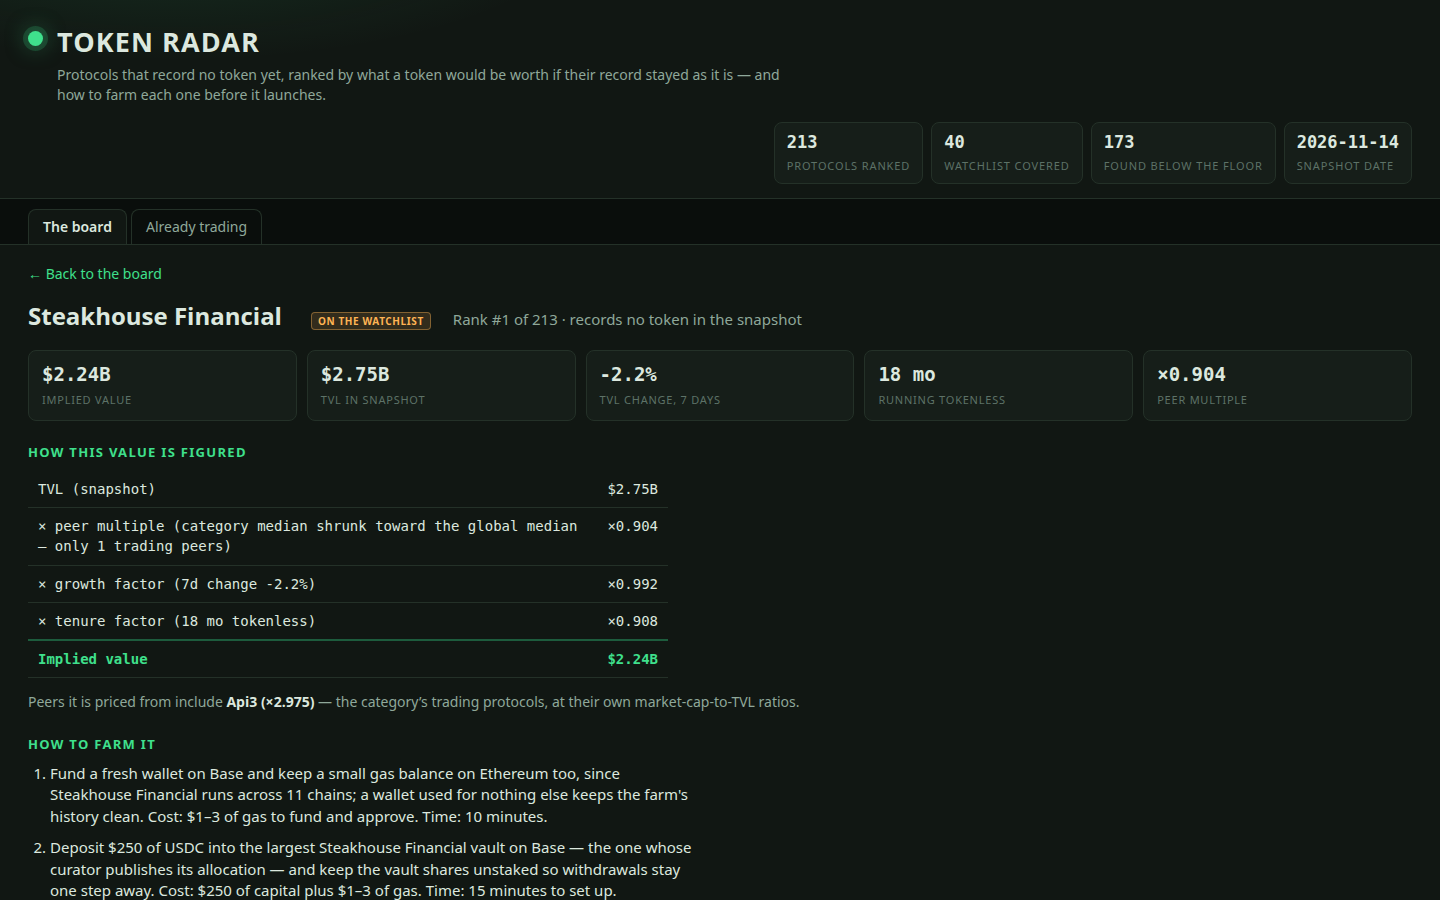 TOKEN RADAR
Protocols that record no token yet, ranked by what a token would be worth if their record stayed as it is — and
how to farm each one before it launches.
213
PROTOCOLS RANKED
40
WATCHLIST COVERED
173
FOUND BELOW THE FLOOR
2026-11-14
SNAPSHOT DATE
The board
Already trading
← Back to the board
Steakhouse Financial
ON THE WATCHLIST
Rank #1 of 213 · records no token in the snapshot
$2.24B
IMPLIED VALUE
$2.75B
TVL IN SNAPSHOT
-2.2%
TVL CHANGE, 7 DAYS
18 mo
RUNNING TOKENLESS
×0.904
PEER MULTIPLE
HOW THIS VALUE IS FIGURED
TVL (snapshot) $2.75B
× peer multiple (category median shrunk toward the global median ×0.904
— only 1 trading peers)
× growth factor (7d change -2.2%) ×0.992
× tenure factor (18 mo tokenless) ×0.908
Implied value $2.24B
Peers it is priced from include Api3 (×2.975) — the category's trading protocols, at their own market-cap-to-TVL ratios.
HOW TO FARM IT
1. Fund a fresh wallet on Base and keep a small gas balance on Ethereum too, since
Steakhouse Financial runs across 11 chains; a wallet used for nothing else keeps the farm's
history clean. Cost: $1–3 of gas to fund and approve. Time: 10 minutes.
2. Deposit $250 of USDC into the largest Steakhouse Financial vault on Base — the one whose
curator publishes its allocation — and keep the vault shares unstaked so withdrawals stay
one step away. Cost: $250 of capital plus $1–3 of gas. Time: 15 minutes to set up.